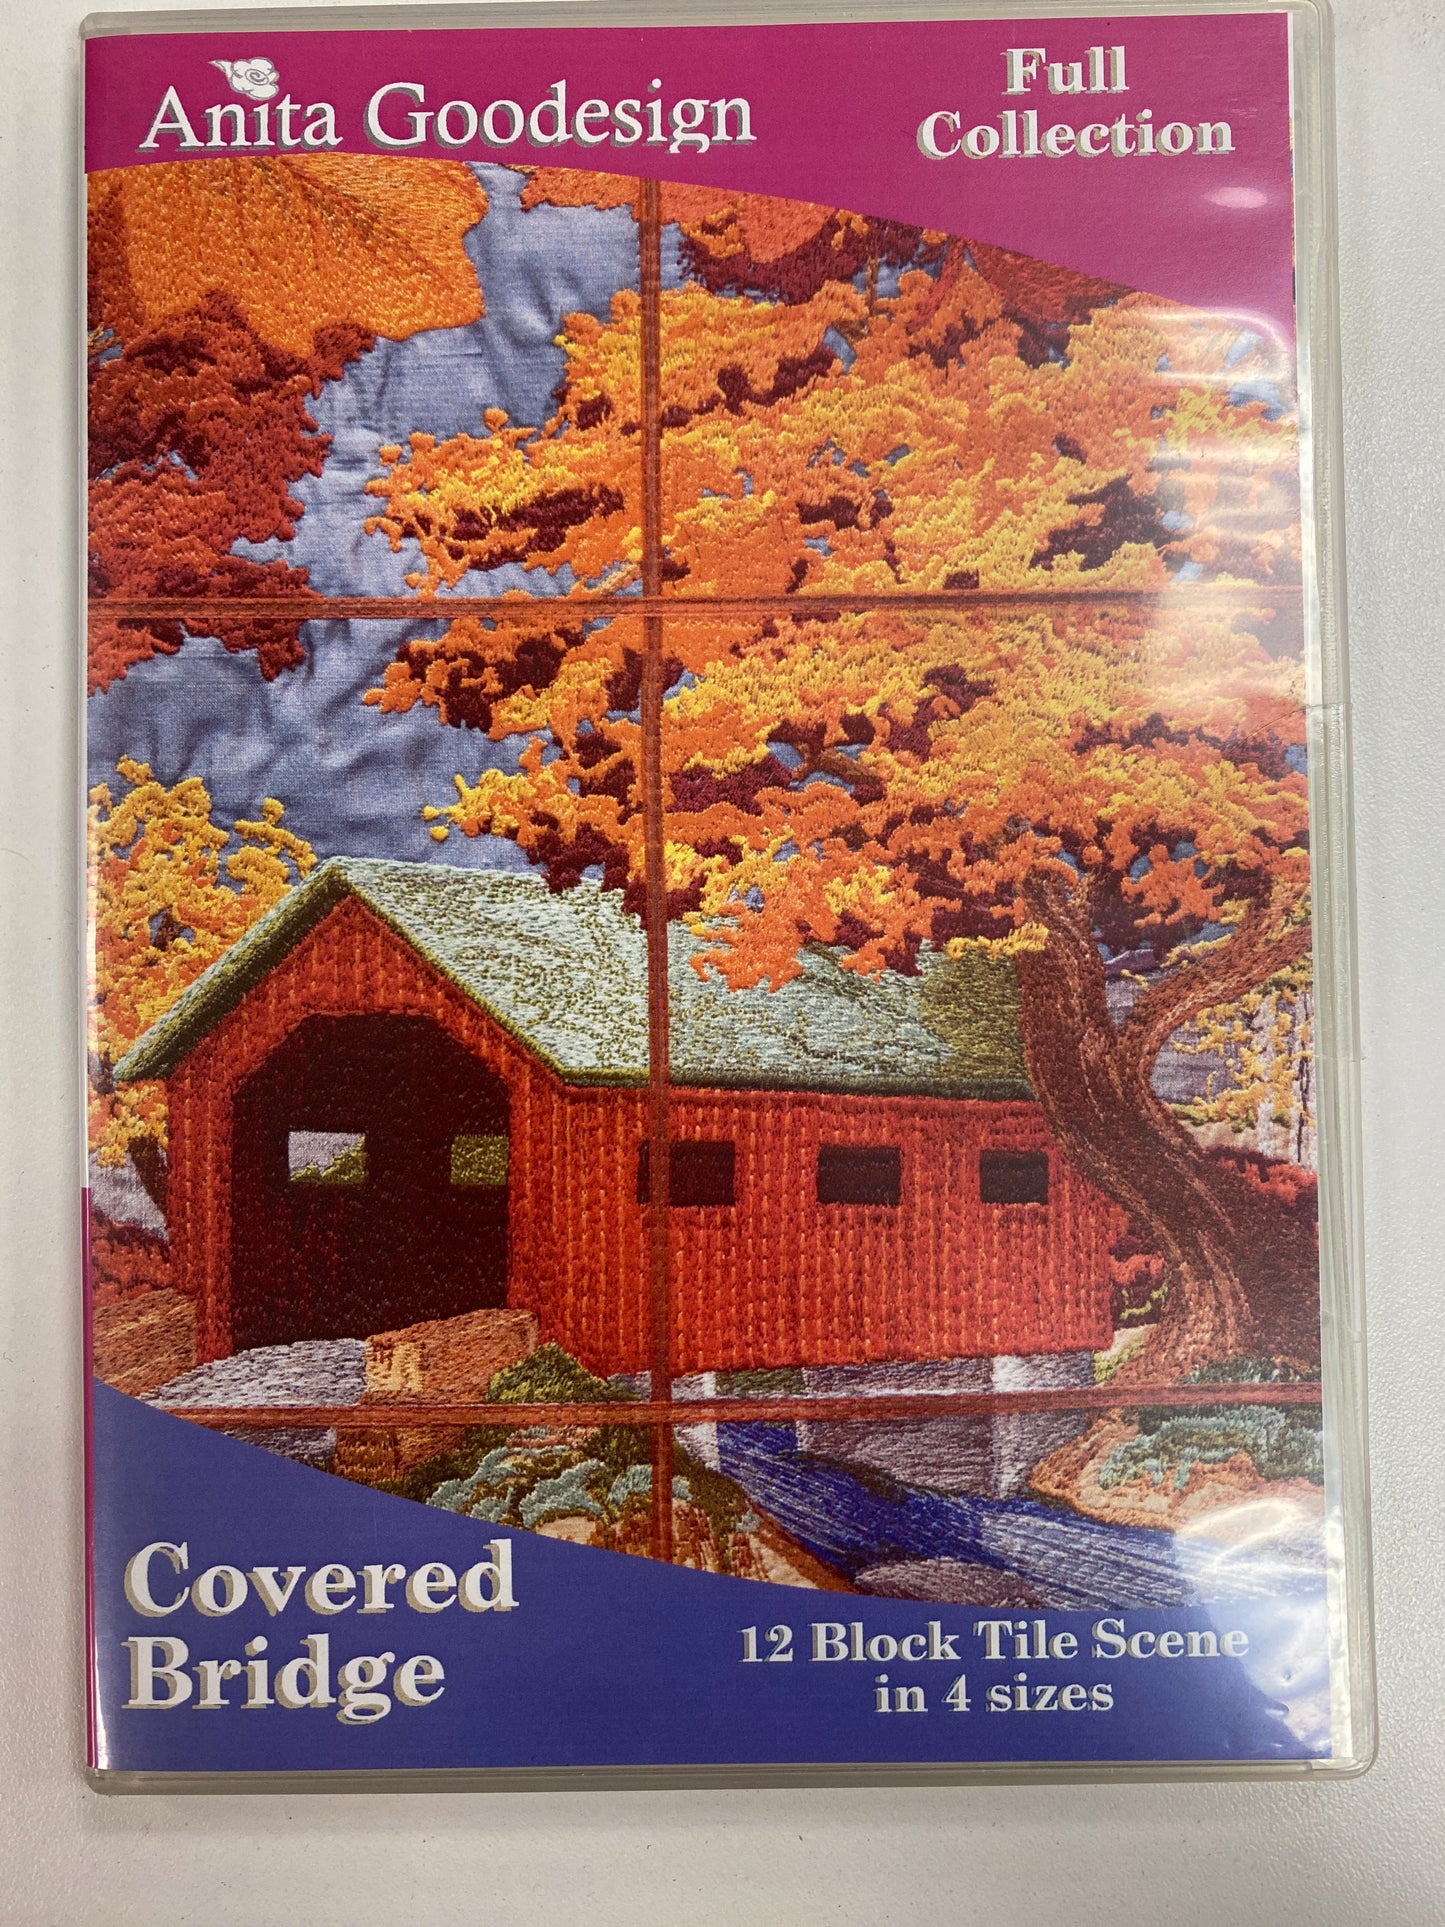 Anita Goodesign
Full
Collection
Covered
Bridge
12 Block Tile Scene
in 4 sizes